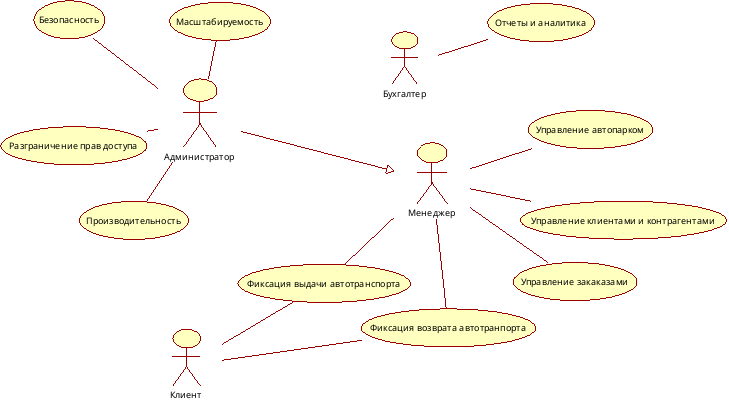 Безопасность
Масштабируемость
Отчеты и аналитика
Бухгалтер
Управление автопарком
Разграничение прав доступа
Администратор
Менеджер
Производительность
Управление клиентами и контрагентами
Фиксация выдачи автотранспорта
Управление закаказами
Фиксация возврата автотранпорта
Клиент